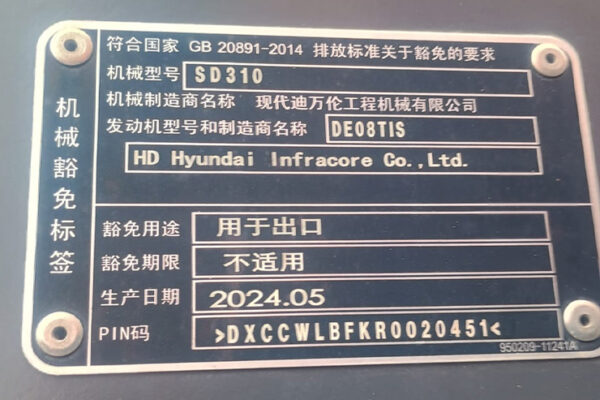 机械豁免标签
符合国家 GB 20891-2014 排放标准关于豁免的要求
机械型号 SD310
机械制造商名称 现代迪万伦工程机械有限公司
发动机型号和制造商名称 DE08TIS
HD Hyundai Infracore Co.,Ltd.
豁免用途 用于出口
豁免期限 不适用
生产日期 2024.05
PIN码 >DXCCWLBFKR0020451<
950209-11241A